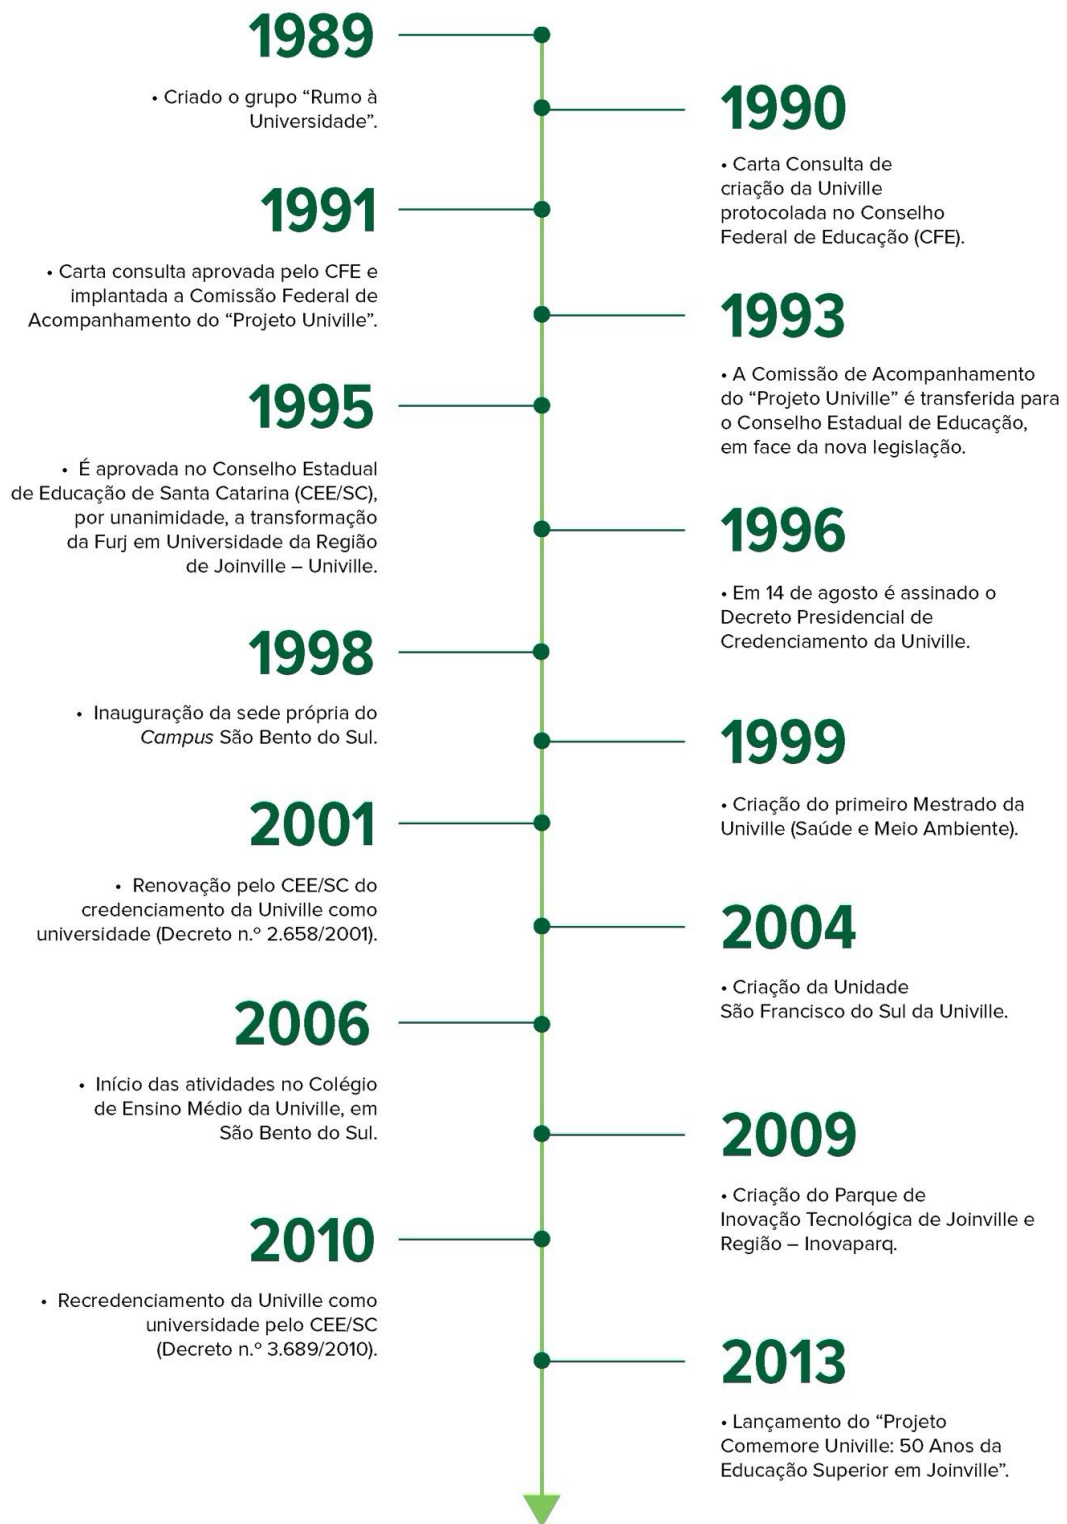 1989
• Criado o grupo “Rumo à
Universidade”.
1990
• Carta Consulta de
criação da Univille
protocolada no Conselho
Federal de Educação (CFE).
1991
• Carta consulta aprovada pelo CFE e
implantada a Comissão Federal de
Acompanhamento do “Projeto Univille”.
1993
• A Comissão de Acompanhamento
do “Projeto Univille” é transferida para
o Conselho Estadual de Educação,
em face da nova legislação.
1995
• É aprovada no Conselho Estadual
de Educação de Santa Catarina (CEE/SC),
por unanimidade, a transformação
da Furj em Universidade da Região
de Joinville – Univille.
1996
• Em 14 de agosto é assinado o
Decreto Presidencial de
Credenciamento da Univille.
1998
• Inauguração da sede própria do
Campus São Bento do Sul.
1999
• Criação do primeiro Mestrado da
Univille (Saúde e Meio Ambiente).
2001
• Renovação pelo CEE/SC do
credenciamento da Univille como
universidade (Decreto n.º 2.658/2001).
2004
• Criação da Unidade
São Francisco do Sul da Univille.
2006
• Início das atividades no Colégio
de Ensino Médio da Univille, em
São Bento do Sul.
2009
• Criação do Parque de
Inovação Tecnológica de Joinville e
Região – Inovaparq.
2010
• Recredenciamento da Univille como
universidade pelo CEE/SC
(Decreto n.º 3.689/2010).
2013
• Lançamento do “Projeto
Comemore Univille: 50 Anos da
Educação Superior em Joinville”.